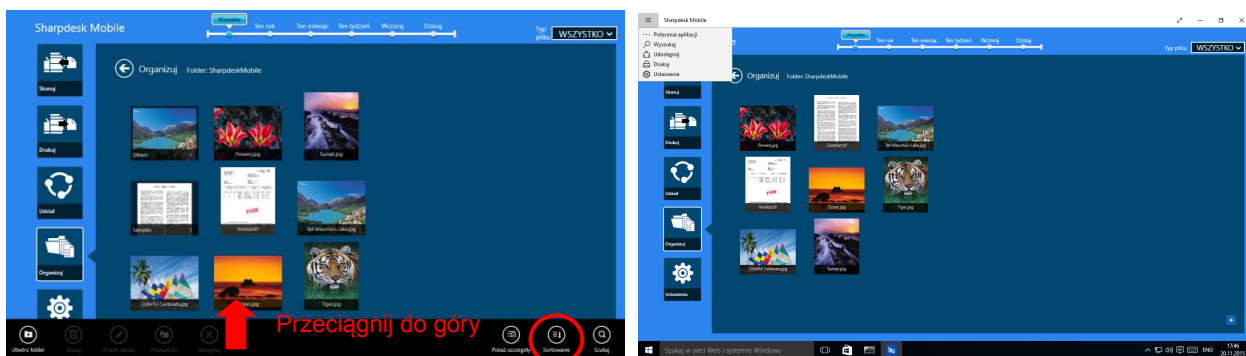 Sharpdesk Mobile
Wszystko Ten rok Ten miesiąc Ten tydzień Wczoraj Dzisiaj
Typ pliku WSZYSTKO
Skanuj
Drukuj
Udział
Organizuj
Organizuj Folder: SharpdeskMobile
Others 1
Flowers.jpg
Sunset.jpg
Samples 1
Invoice.tif
Tall Mountain Lake.jpg
Colorful Sailboats.jpg
Ocean.jpg
Tiger.jpg
Przeciągnij do góry
Utwórz folder
Zmień nazwę
Przenieś do
Pokaż szczegóły
Sortowanie
Szukaj
Sharpdesk Mobile
Polecenia aplikacji
Wyszukaj
Udostępnij
Drukuj
Ustawienia
Wszystko Ten rok Ten miesiąc Ten tydzień Wczoraj Dzisiaj
Typ pliku WSZYSTKO
Skanuj
Drukuj
Udział
Organizuj
Ustawienia
Organizuj Folder: SharpdeskMobile
Flowers.jpg
Contract.tif
Tall Mountain Lake.jpg
Invoice.tif
PAID
Ocean.jpg
Tiger.jpg
Colorful Sailboats.jpg
Sunset.jpg
Szukaj w sieci Web i systemie Windows
ENG
17:46
20.11.2015